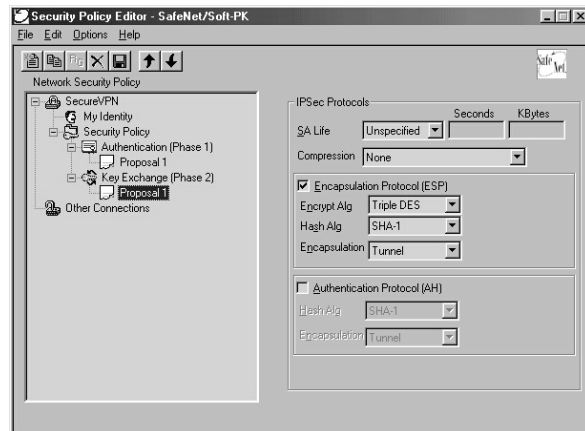 Security Policy Editor - SafeNet/Soft-PK
File Edit Options Help
Safe Net.
Network Security Policy
SecureVPN
My Identity
Security Policy
Authentication (Phase 1)
Proposal 1
Key Exchange (Phase 2)
Proposal 1
Other Connections
IPSec Protocols
Seconds KBytes
SA Life Unspecified
Compression None
Encapsulation Protocol (ESP)
Encrypt Alg Triple DES
Hash Alg SHA-1
Encapsulation Tunnel
Authentication Protocol (AH)
Hash Alg SHA-1
Encapsulation Tunnel